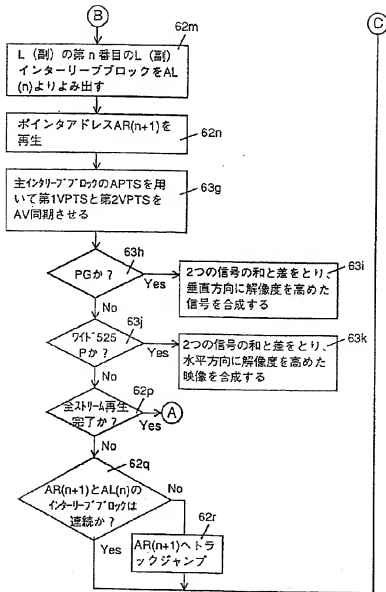 B
C
62m
L（副）の第n番目のL（副）
インターリーブブロックをAL
(n)よりよみ出す
62n
ポインタアドレスAR(n+1)を
再生
63g
主インタリーブブロックのAPTSを
用いて第1VPTSと第2VPTSを
AV同期させる
63h
PGか？
Yes
63i
2つの信号の和と差をとり、
垂直方向に解像度を高めた
信号を合成する
No
63j
ワイド525
Pか？
Yes
63k
2つの信号の和と差をとり、
水平方向に解像度を高めた
映像を合成する
No
62p
全ストリーム再生
完了か？
Yes
A
No
62q
AR(n+1)とAL(n)の
インターリーブブロックは
連続か？
No
Yes
62r
AR(n+1)へトラ
ックジャンプ